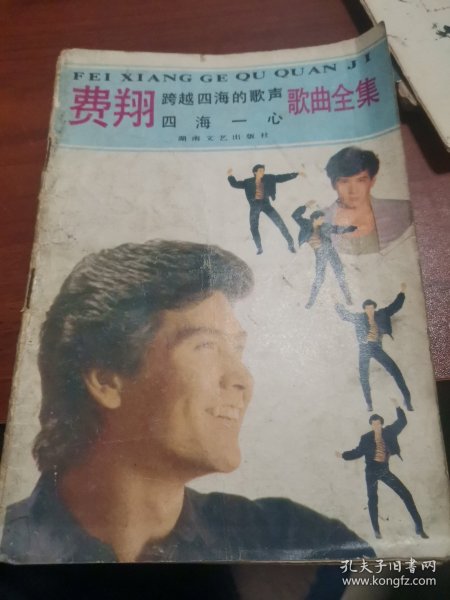 FEI XIANG GE QU QUAN JI
费翔 跨越四海的歌声 歌曲全集
四海一心
湖南文艺出版社
孔夫子旧书网
www.kongfz.com